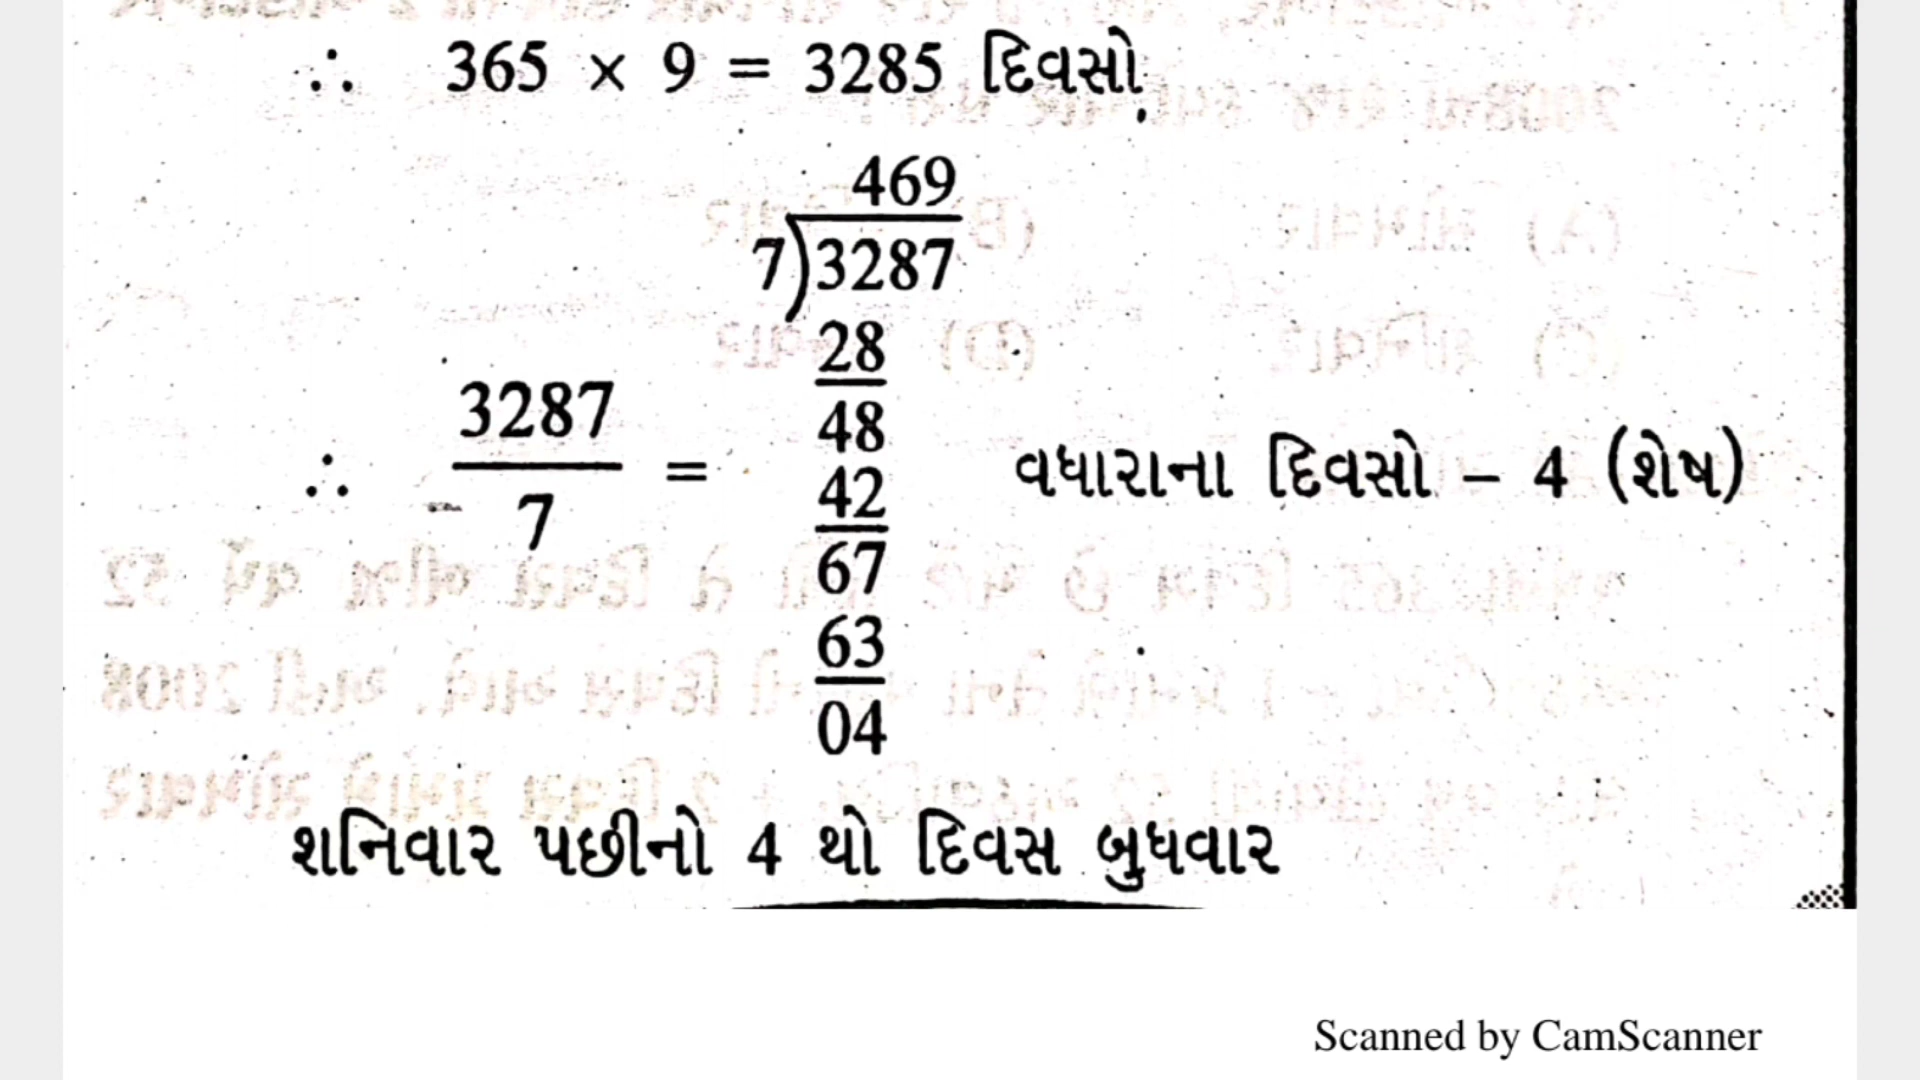 ∴ 365 × 9 = 3285 દિવસો.
469
7)3287
28
48
∴ 3287/7 = 42 વધારાના દિવસો – 4 (શેષ)
67
63
04
શનિવાર પછીનો 4 થો દિવસ બુધવાર
Scanned by CamScanner